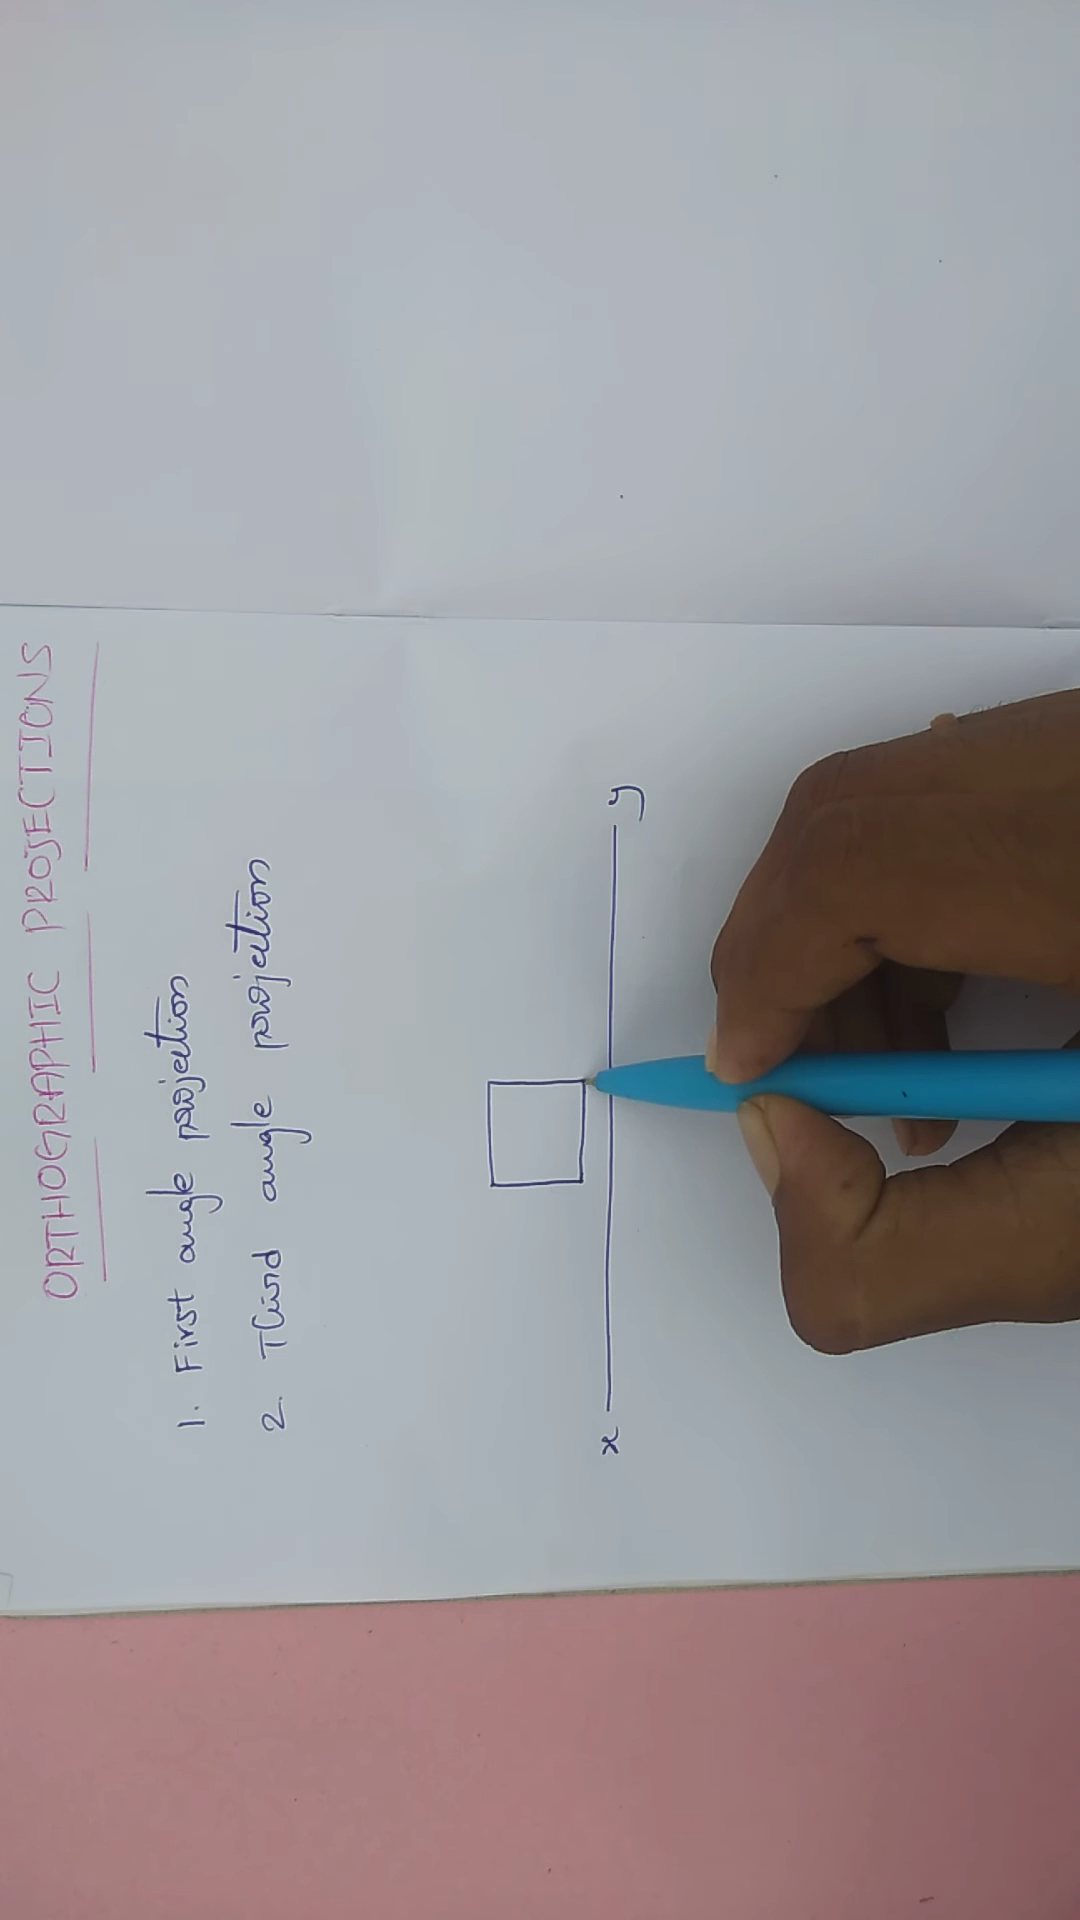 ORTHOGRAPHIC PROJECTIONS
1. First angle projection
2. Third angle projection
x
y